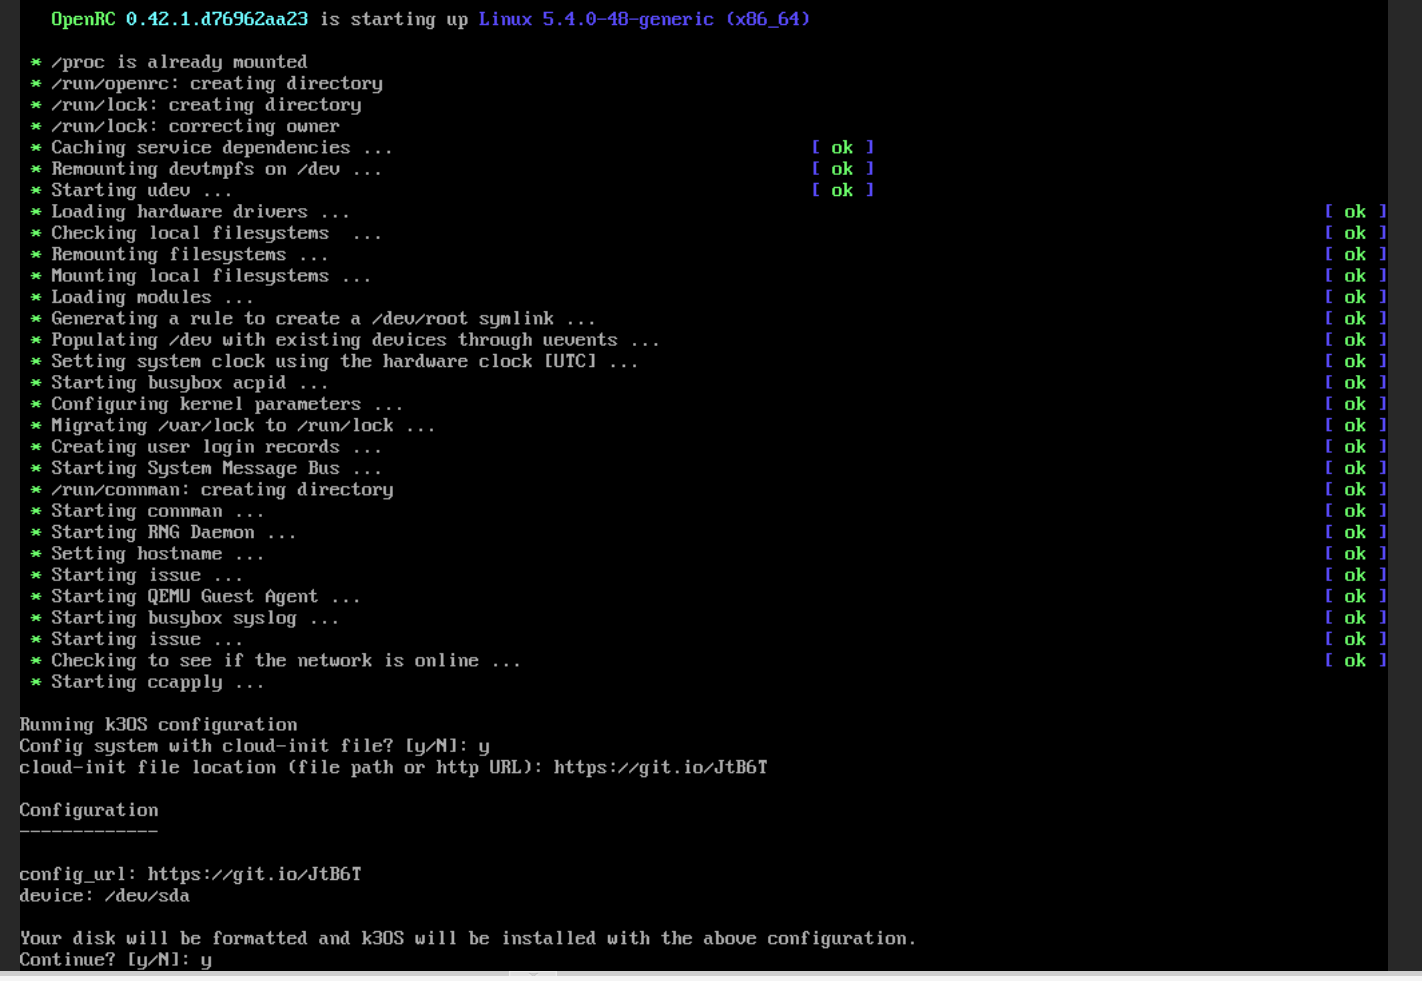 OpenRC 0.42.1.d76962aa23 is starting up Linux 5.4.0-48-generic (x86_64)
* /proc is already mounted
* /run/openrc: creating directory
* /run/lock: creating directory
* /run/lock: correcting owner
* Caching service dependencies ... [ ok ]
* Remounting devtmpfs on /dev ... [ ok ]
* Starting udev ... [ ok ]
* Loading hardware drivers ... [ ok ]
* Checking local filesystems  ... [ ok ]
* Remounting filesystems ... [ ok ]
* Mounting local filesystems ... [ ok ]
* Loading modules ... [ ok ]
* Generating a rule to create a /dev/root symlink ... [ ok ]
* Populating /dev with existing devices through uevents ... [ ok ]
* Setting system clock using the hardware clock [UTC] ... [ ok ]
* Starting busybox acpid ... [ ok ]
* Configuring kernel parameters ... [ ok ]
* Migrating /var/lock to /run/lock ... [ ok ]
* Creating user login records ... [ ok ]
* Starting System Message Bus ... [ ok ]
* /run/connman: creating directory [ ok ]
* Starting connman ... [ ok ]
* Starting RNG Daemon ... [ ok ]
* Setting hostname ... [ ok ]
* Starting issue ... [ ok ]
* Starting QEMU Guest Agent ... [ ok ]
* Starting busybox syslog ... [ ok ]
* Starting issue ... [ ok ]
* Checking to see if the network is online ... [ ok ]
* Starting ccapply ...
Running k3OS configuration
Config system with cloud-init file? [y/N]: y
cloud-init file location (file path or http URL): https://git.io/JtB6T
Configuration
-------------
config_url: https://git.io/JtB6T
device: /dev/sda
Your disk will be formatted and k3OS will be installed with the above configuration.
Continue? [y/N]: y